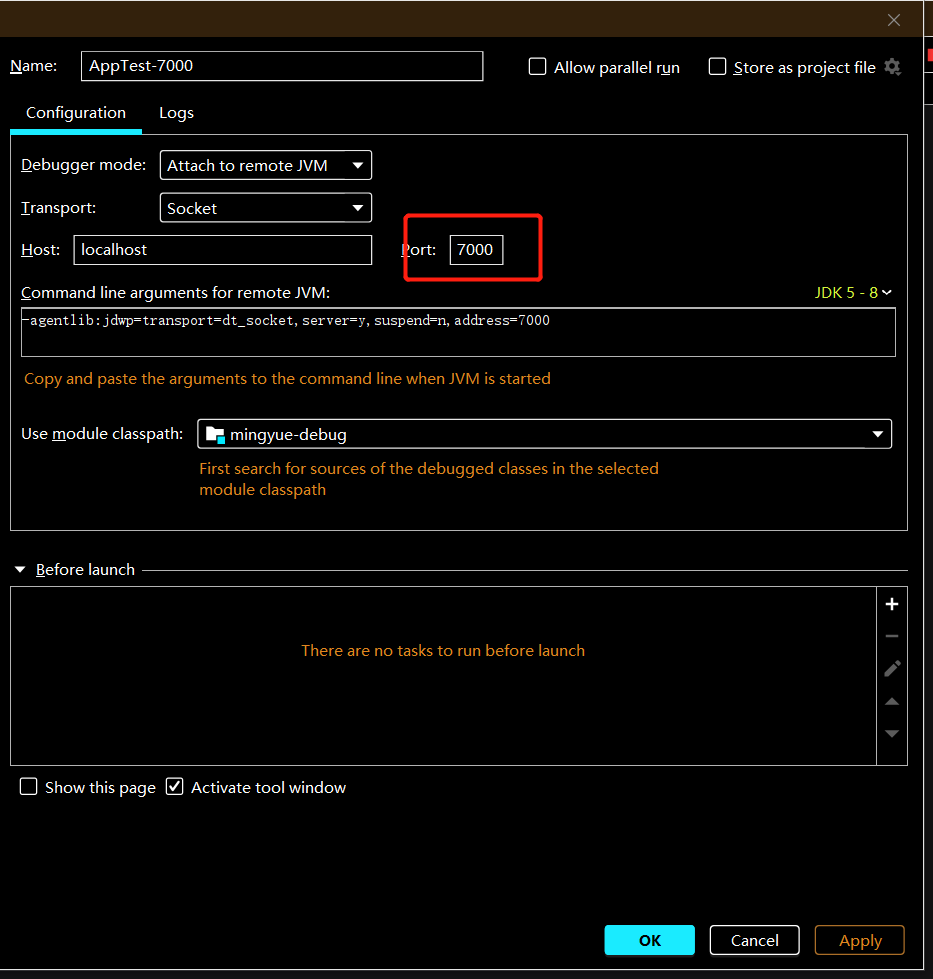 Name: AppTest-7000 Allow parallel run Store as project file
Configuration Logs
Debugger mode: Attach to remote JVM
Transport: Socket
Host: localhost Port: 7000
Command line arguments for remote JVM: JDK 5 - 8
-agentlib:jdwp=transport=dt_socket,server=y,suspend=n,address=7000
Copy and paste the arguments to the command line when JVM is started
Use module classpath: mingyue-debug
First search for sources of the debugged classes in the selected
module classpath
Before launch
There are no tasks to run before launch
Show this page Activate tool window
OK Cancel Apply